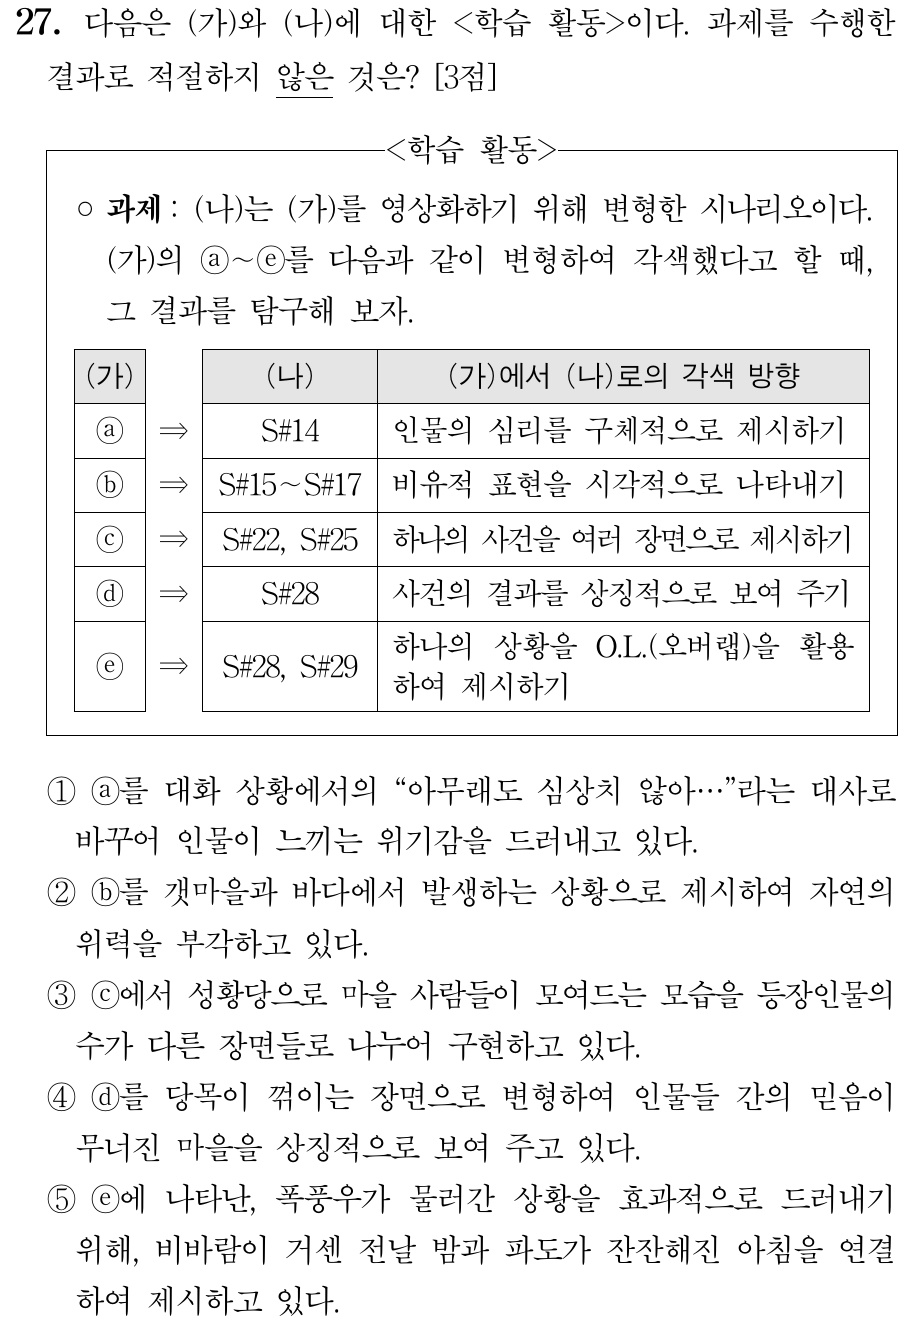 27. 다음은 (가)와 (나)에 대한 <학습 활동>이다. 과제를 수행한
결과로 적절하지 않은 것은? [3점]
<학습 활동>
○ 과제 : (나)는 (가)를 영상화하기 위해 변형한 시나리오이다.
(가)의 ⓐ~ⓔ를 다음과 같이 변형하여 각색했다고 할 때,
그 결과를 탐구해 보자.
(가) (나) (가)에서 (나)로의 각색 방향
ⓐ ⇒ S#14 인물의 심리를 구체적으로 제시하기
ⓑ ⇒ S#15~S#17 비유적 표현을 시각적으로 나타내기
ⓒ ⇒ S#22, S#25 하나의 사건을 여러 장면으로 제시하기
ⓓ ⇒ S#28 사건의 결과를 상징적으로 보여 주기
ⓔ ⇒ S#28, S#29 하나의 상황을 O.L.(오버랩)을 활용
하여 제시하기
① ⓐ를 대화 상황에서의 “아무래도 심상치 않아…”라는 대사로
바꾸어 인물이 느끼는 위기감을 드러내고 있다.
② ⓑ를 갯마을과 바다에서 발생하는 상황으로 제시하여 자연의
위력을 부각하고 있다.
③ ⓒ에서 성황당으로 마을 사람들이 모여드는 모습을 등장인물의
수가 다른 장면들로 나누어 구현하고 있다.
④ ⓓ를 당목이 꺾이는 장면으로 변형하여 인물들 간의 믿음이
무너진 마을을 상징적으로 보여 주고 있다.
⑤ ⓔ에 나타난, 폭풍우가 물러간 상황을 효과적으로 드러내기
위해, 비바람이 거센 전날 밤과 파도가 잔잔해진 아침을 연결
하여 제시하고 있다.